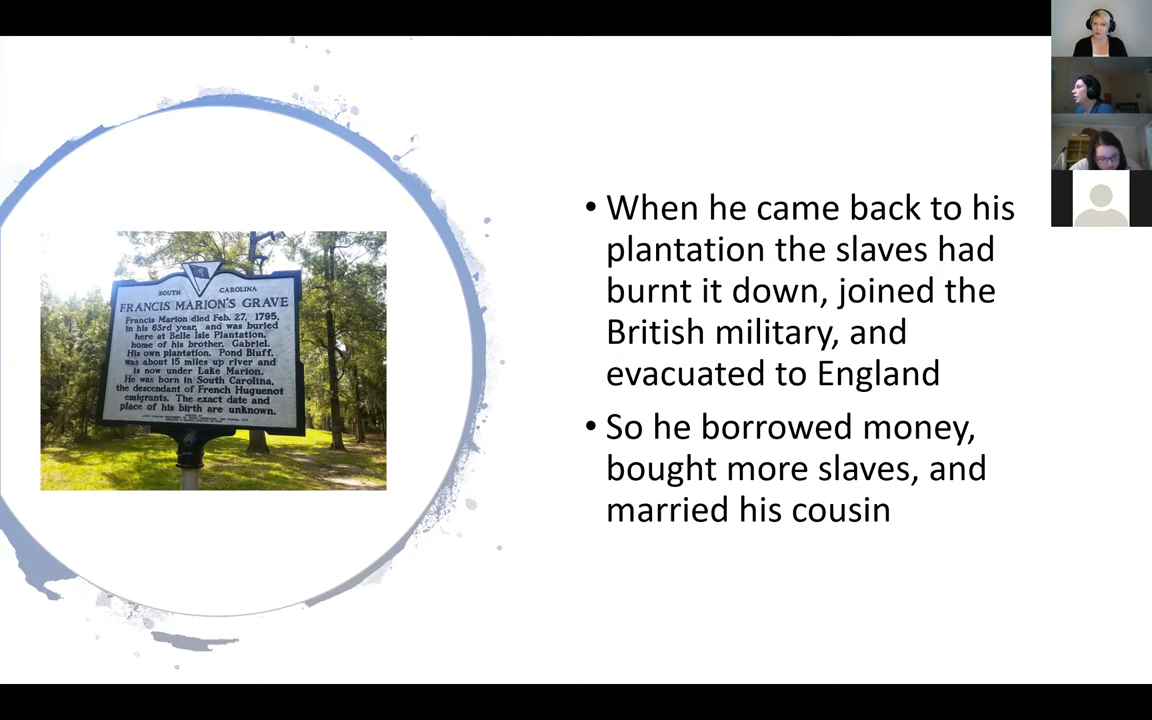 SOUTH CAROLINA
FRANCIS MARION'S GRAVE
Francis Marion died Feb. 27, 1795,
in his 63rd year, and was buried
here at Belle Isle Plantation,
home of his brother, Gabriel.
His own plantation, Pond Bluff,
was about 15 miles up river and
is now under Lake Marion.
He was born in South Carolina,
the descendant of French Huguenot
emigrants. The exact date and
place of his birth are unknown.
• When he came back to his
plantation the slaves had
burnt it down, joined the
British military, and
evacuated to England
• So he borrowed money,
bought more slaves, and
married his cousin